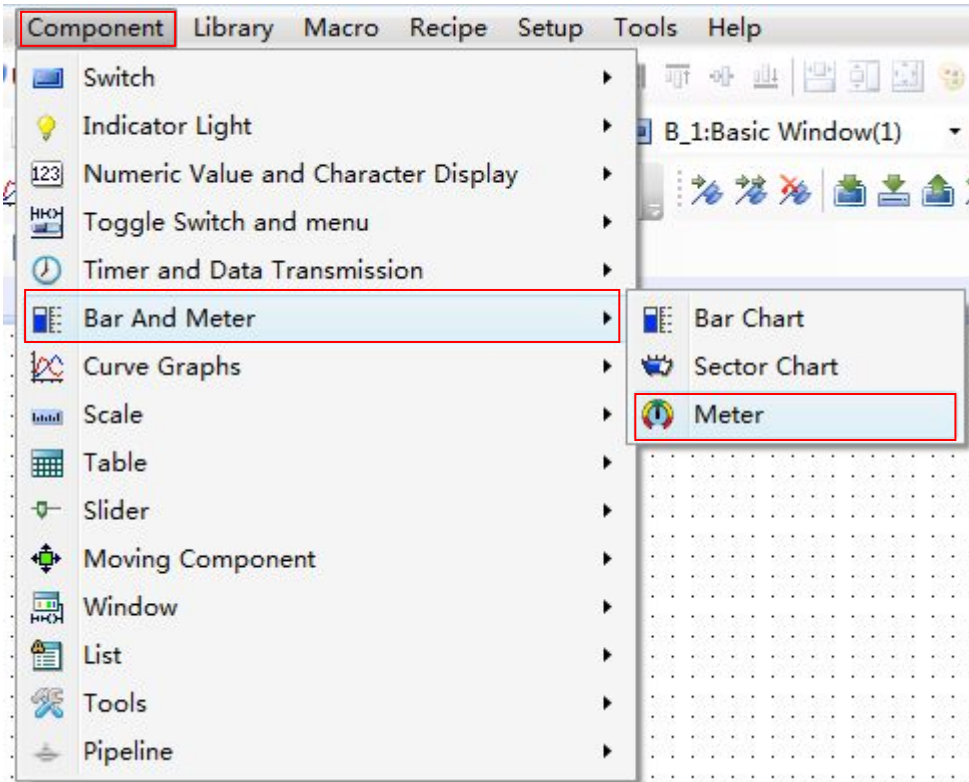 Component Library Macro Recipe Setup Tools Help
Switch
Indicator Light
B_1:Basic Window(1)
123 Numeric Value and Character Display
Toggle Switch and menu
Timer and Data Transmission
Bar And Meter
Bar Chart
Curve Graphs
Sector Chart
Scale
Meter
Table
Slider
Moving Component
Window
List
Tools
Pipeline